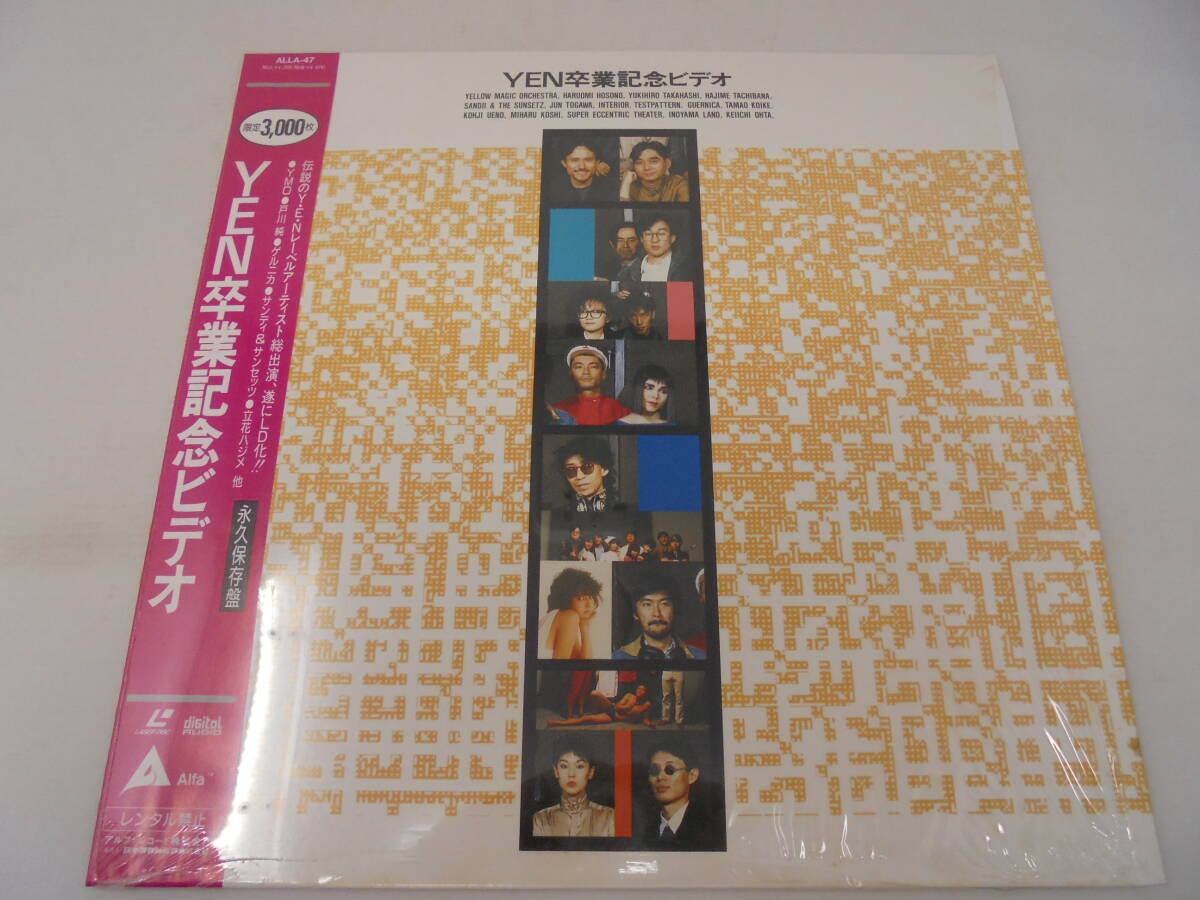 ALLA-47
限定3,000枚
YEN卒業記念ビデオ
伝説のY・E・Nレーベルアーティスト総出演、遂にLD化!!
●YMO●戸川 純●ゲルニカ●サンディ&サンセッツ●立花ハジメ 他
永久保存盤
LASER DISC
digital AUDIO
Alfa
レンタル禁止
YEN卒業記念ビデオ
YELLOW MAGIC ORCHESTRA, HARUOMI HOSONO, YUKIHIRO TAKAHASHI, HAJIME TACHIBANA,
SANDII & THE SUNSETZ, JUN TOGAWA, INTERIOR, TESTPATTERN, GUERNICA, TAMAO KOIKE,
KOHJI UENO, MIHARU KOSHI, SUPER ECCENTRIC THEATER, INOYAMA LAND, KEIICHI OHTA,